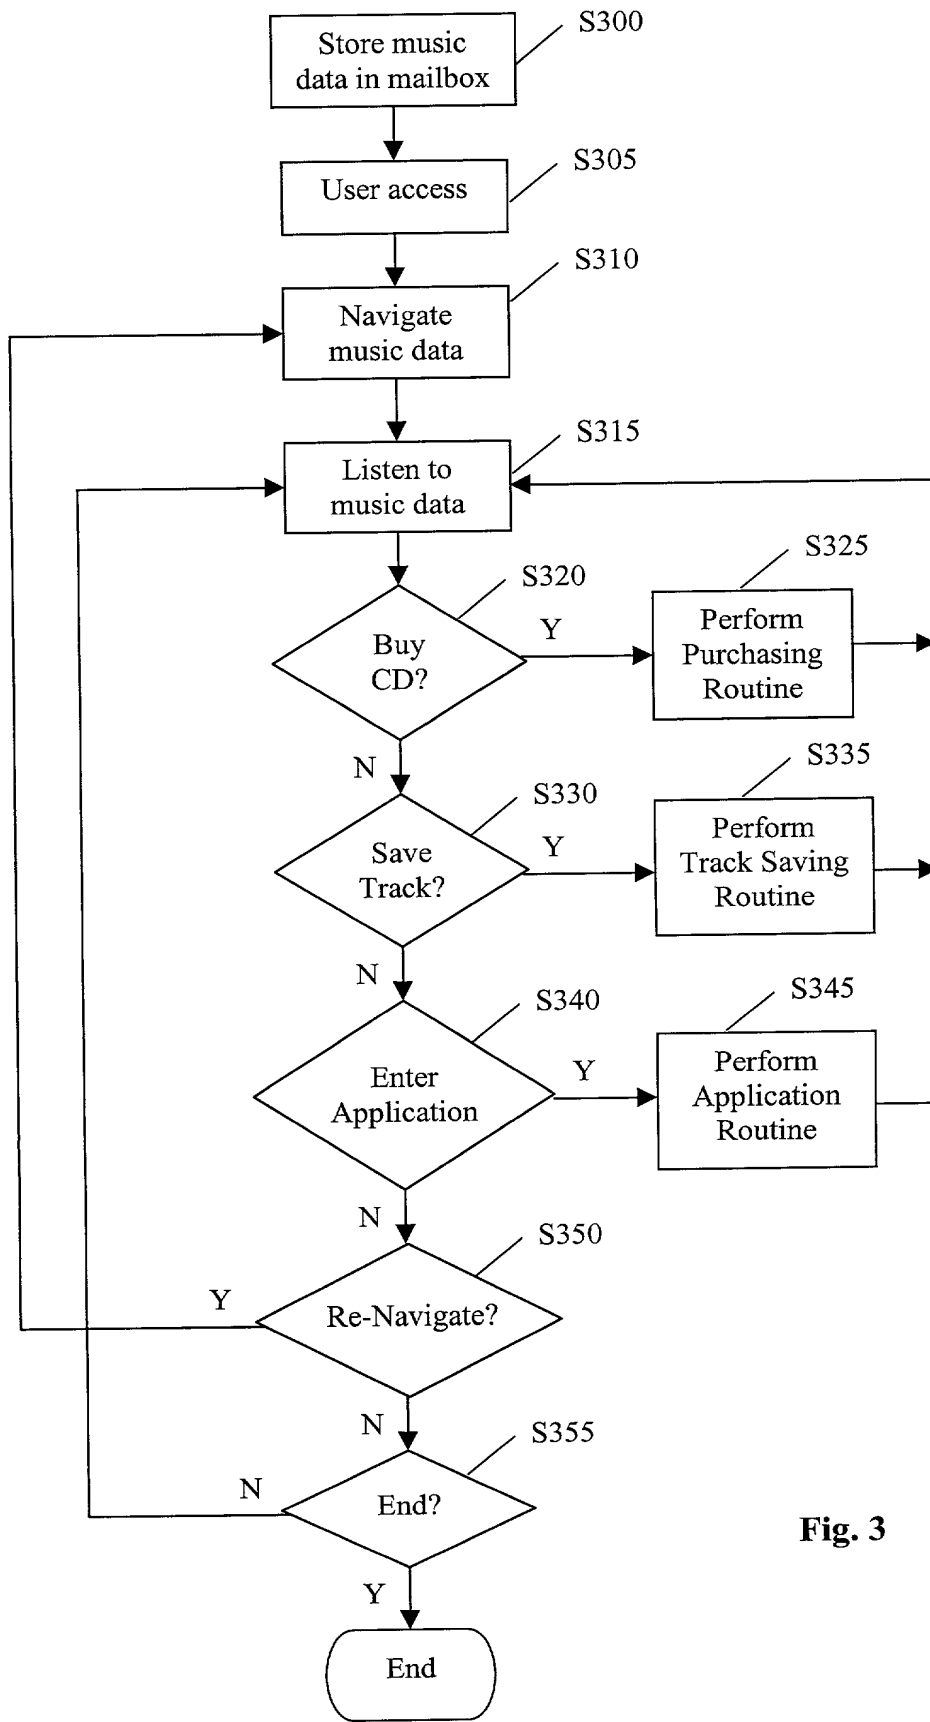 Store music
data in mailbox
S300
User access
S305
Navigate
music data
S310
Listen to
music data
S315
Buy
CD?
S320
Y
N
Perform
Purchasing
Routine
S325
Save
Track?
S330
Y
N
Perform
Track Saving
Routine
S335
Enter
Application
S340
Y
N
Perform
Application
Routine
S345
Re-Navigate?
S350
Y
N
End?
S355
N
Y
End
Fig. 3